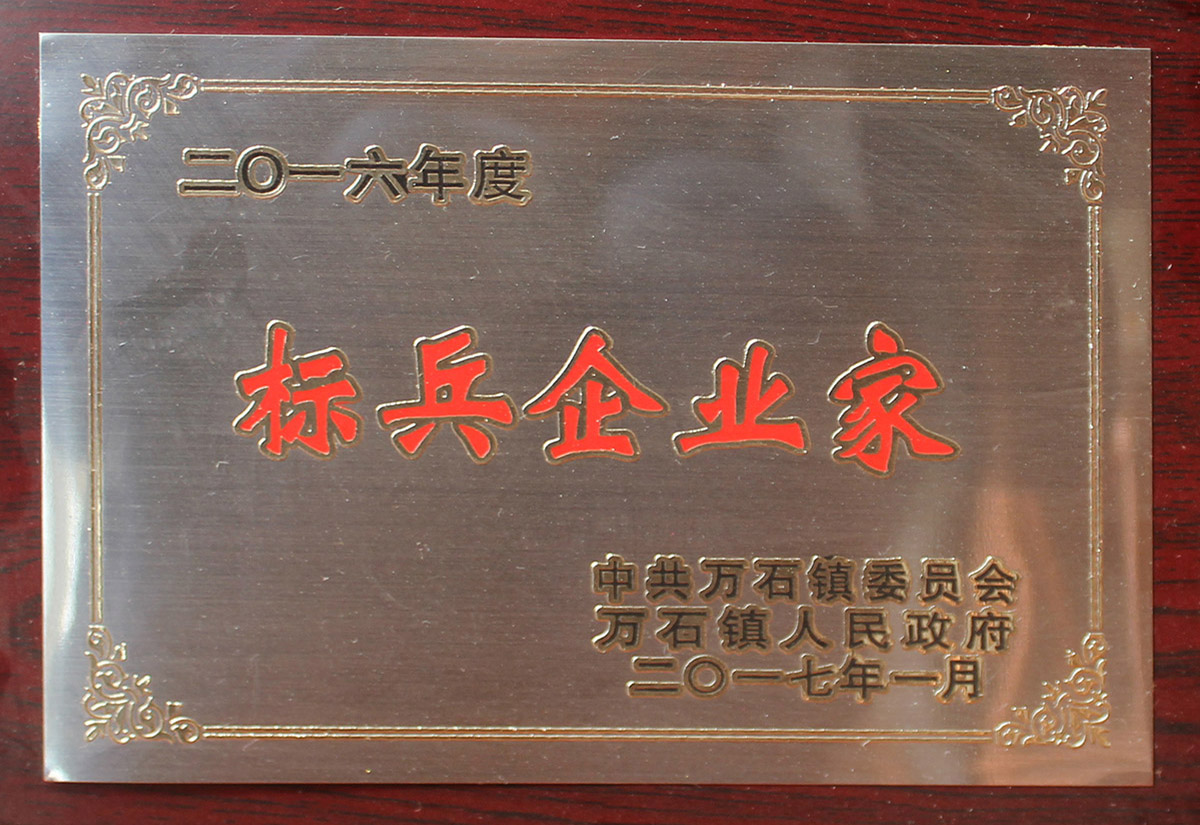 二〇一六年度
标兵企业家
中共万石镇委员会
万石镇人民政府
二〇一七年一月